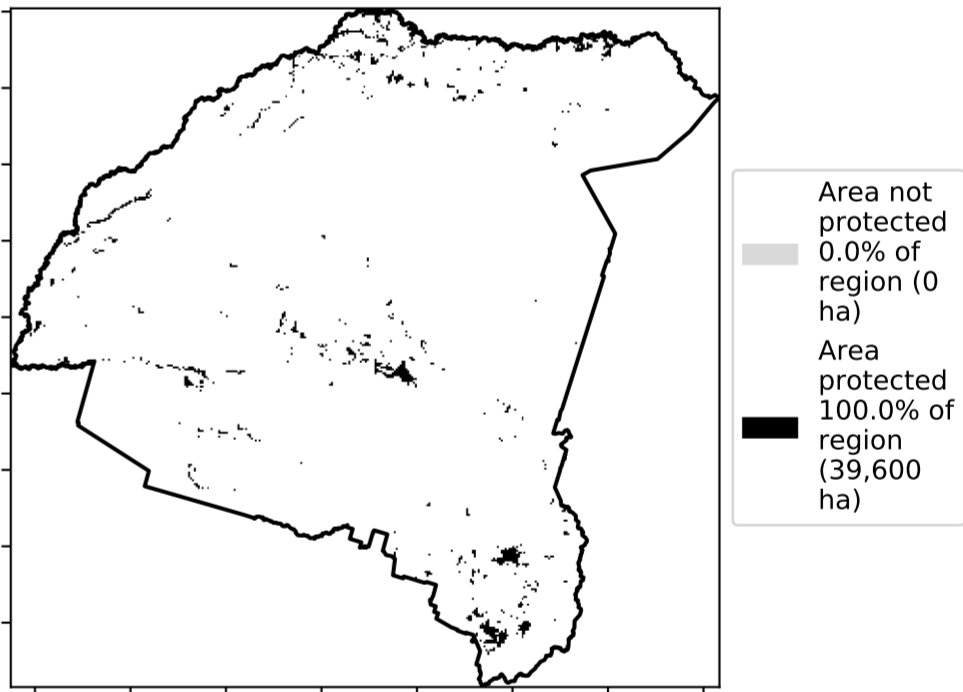 Area not
protected
0.0% of
region (0
ha)
Area
protected
100.0% of
region
(39,600
ha)